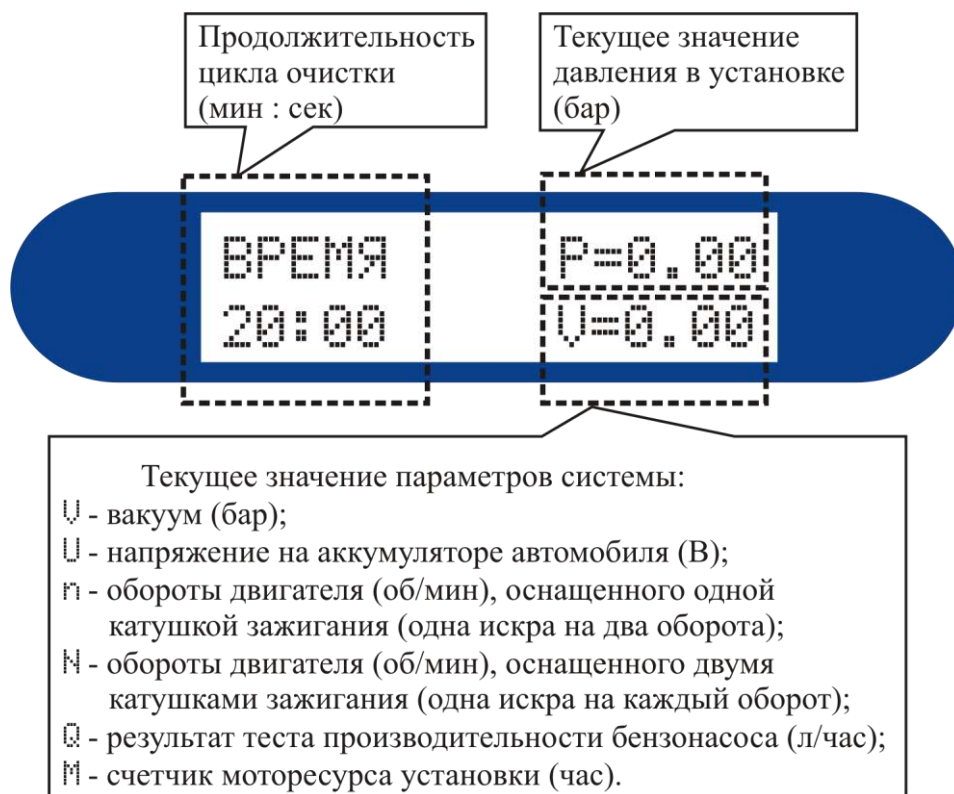 Продолжительность
цикла очистки
(мин : сек)
Текущее значение
давления в установке
(бар)
ВРЕМЯ P=0.00
20:00 V=0.00
Текущее значение параметров системы:
V - вакуум (бар);
U - напряжение на аккумуляторе автомобиля (В);
n - обороты двигателя (об/мин), оснащенного одной
катушкой зажигания (одна искра на два оборота);
N - обороты двигателя (об/мин), оснащенного двумя
катушками зажигания (одна искра на каждый оборот);
Q - результат теста производительности бензонасоса (л/час);
M - счетчик моторесурса установки (час).